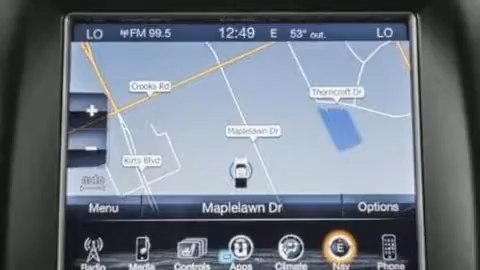 LO FM 99.5 12:49 E 53° out. LO
Crooks Rd
Thorncroft Dr
+
Maplelawn Dr
Kirts Blvd
-
auto
Menu Maplelawn Dr Options
E
Radio Media Controls Apps Climate Nav Phone